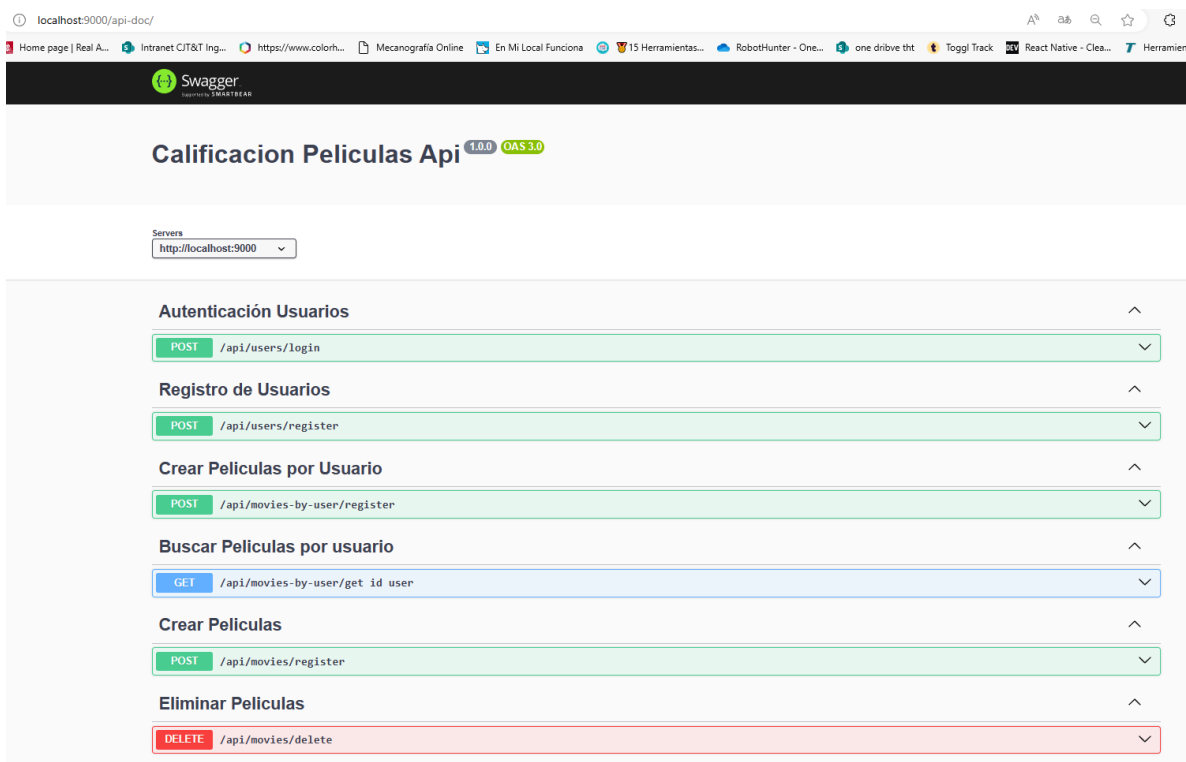 localhost:9000/api-doc/
Home page | Real A... Intranet CJT&T Ing... https://www.colorh... Mecanografía Online En Mi Local Funciona 15 Herramientas... RobotHunter - One... one dribve tht Toggl Track DEV React Native - Clea... Herramien
Swagger
Supported by SMARTBEAR
Calificacion Peliculas Api 1.0.0 OAS 3.0
Servers
http://localhost:9000
Autenticación Usuarios
POST /api/users/login
Registro de Usuarios
POST /api/users/register
Crear Peliculas por Usuario
POST /api/movies-by-user/register
Buscar Peliculas por usuario
GET /api/movies-by-user/get id user
Crear Peliculas
POST /api/movies/register
Eliminar Peliculas
DELETE /api/movies/delete